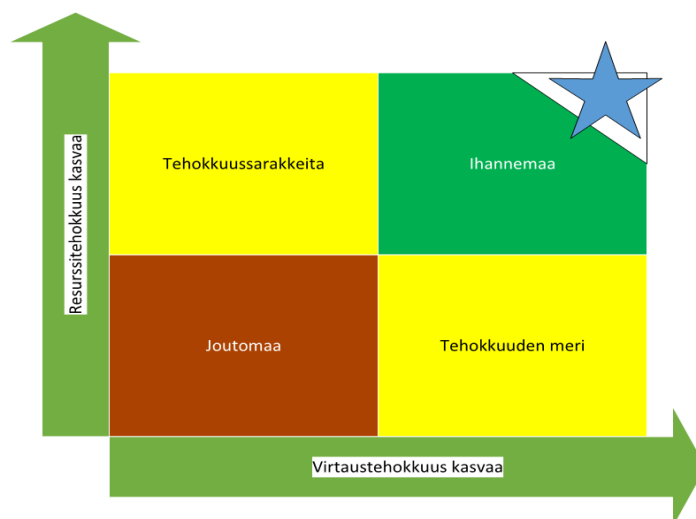 Resurssitehokkuus kasvaa
Tehokkuussarakkeita
Ihannemaa
Joutomaa
Tehokkuuden meri
Virtaustehokkuus kasvaa